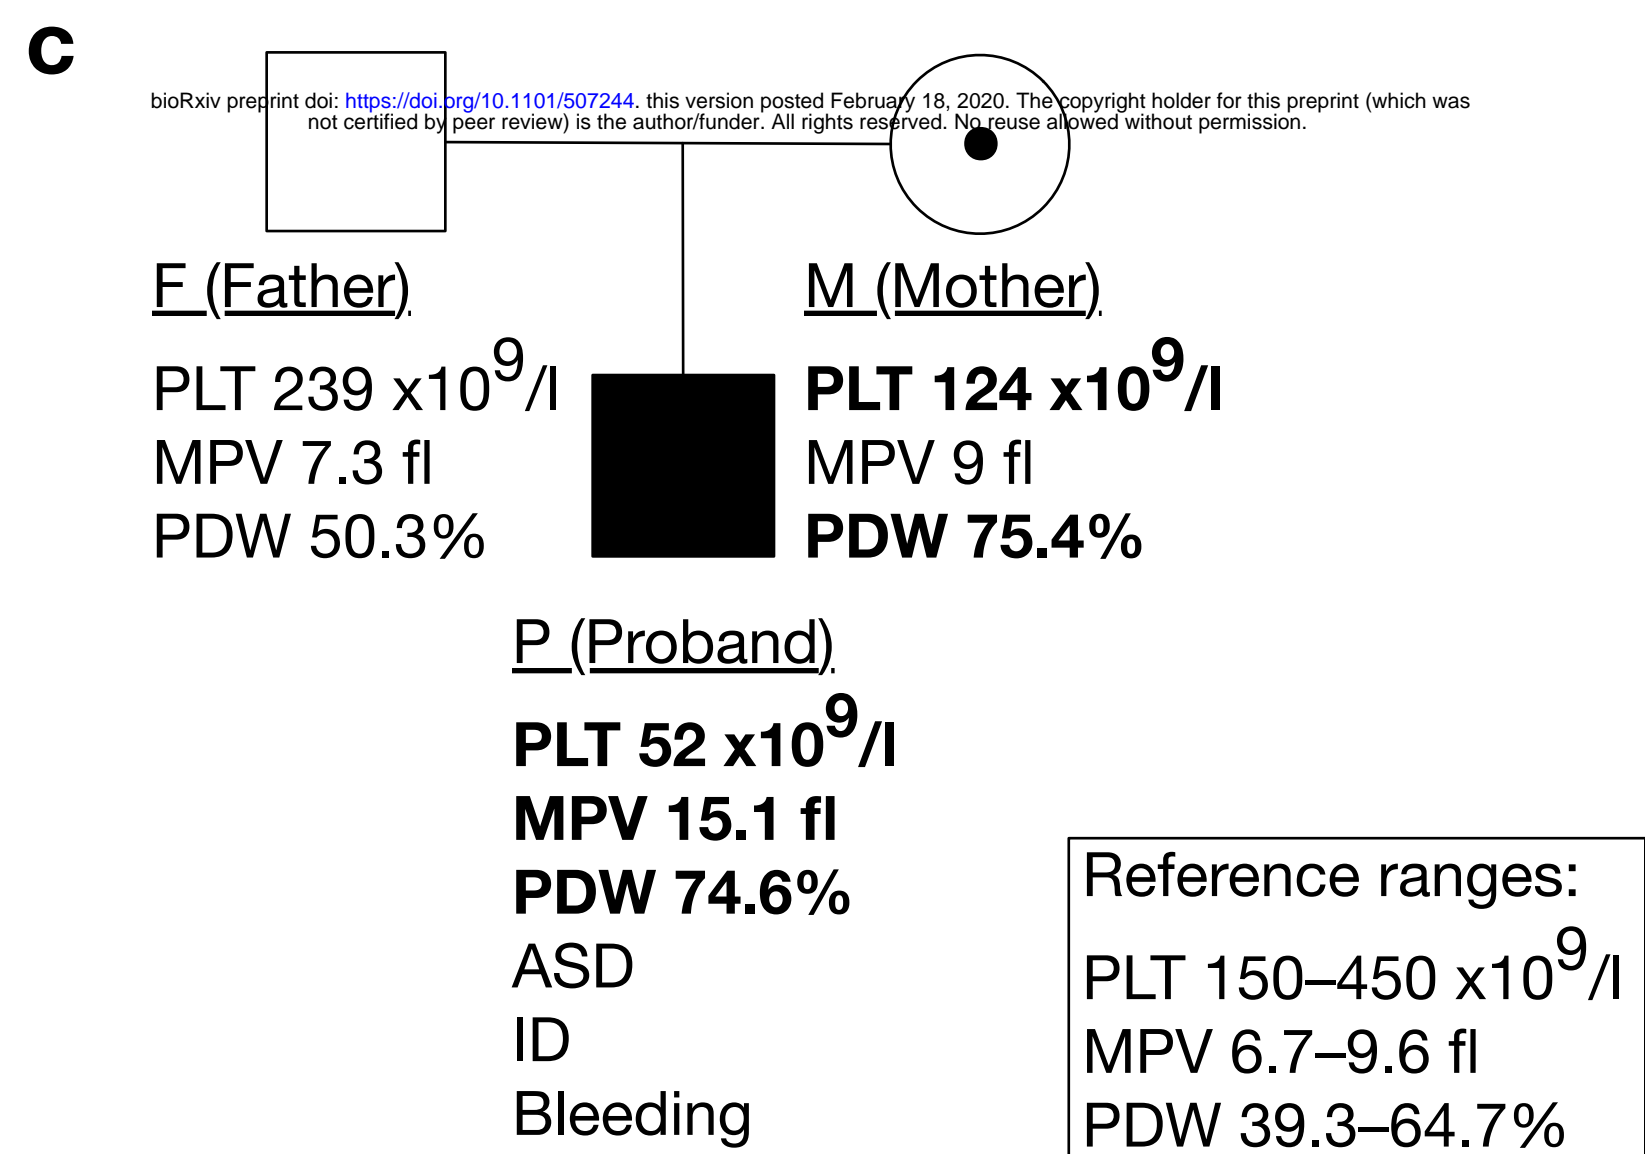 c
bioRxiv preprint doi: https://doi.org/10.1101/507244. this version posted February 18, 2020. The copyright holder for this preprint (which was
not certified by peer review) is the author/funder. All rights reserved. No reuse allowed without permission.
F (Father)
PLT 239 x10⁹/l
MPV 7.3 fl
PDW 50.3%
M (Mother)
PLT 124 x10⁹/l
MPV 9 fl
PDW 75.4%
P (Proband)
PLT 52 x10⁹/l
MPV 15.1 fl
PDW 74.6%
ASD
ID
Bleeding
Reference ranges:
PLT 150–450 x10⁹/l
MPV 6.7–9.6 fl
PDW 39.3–64.7%